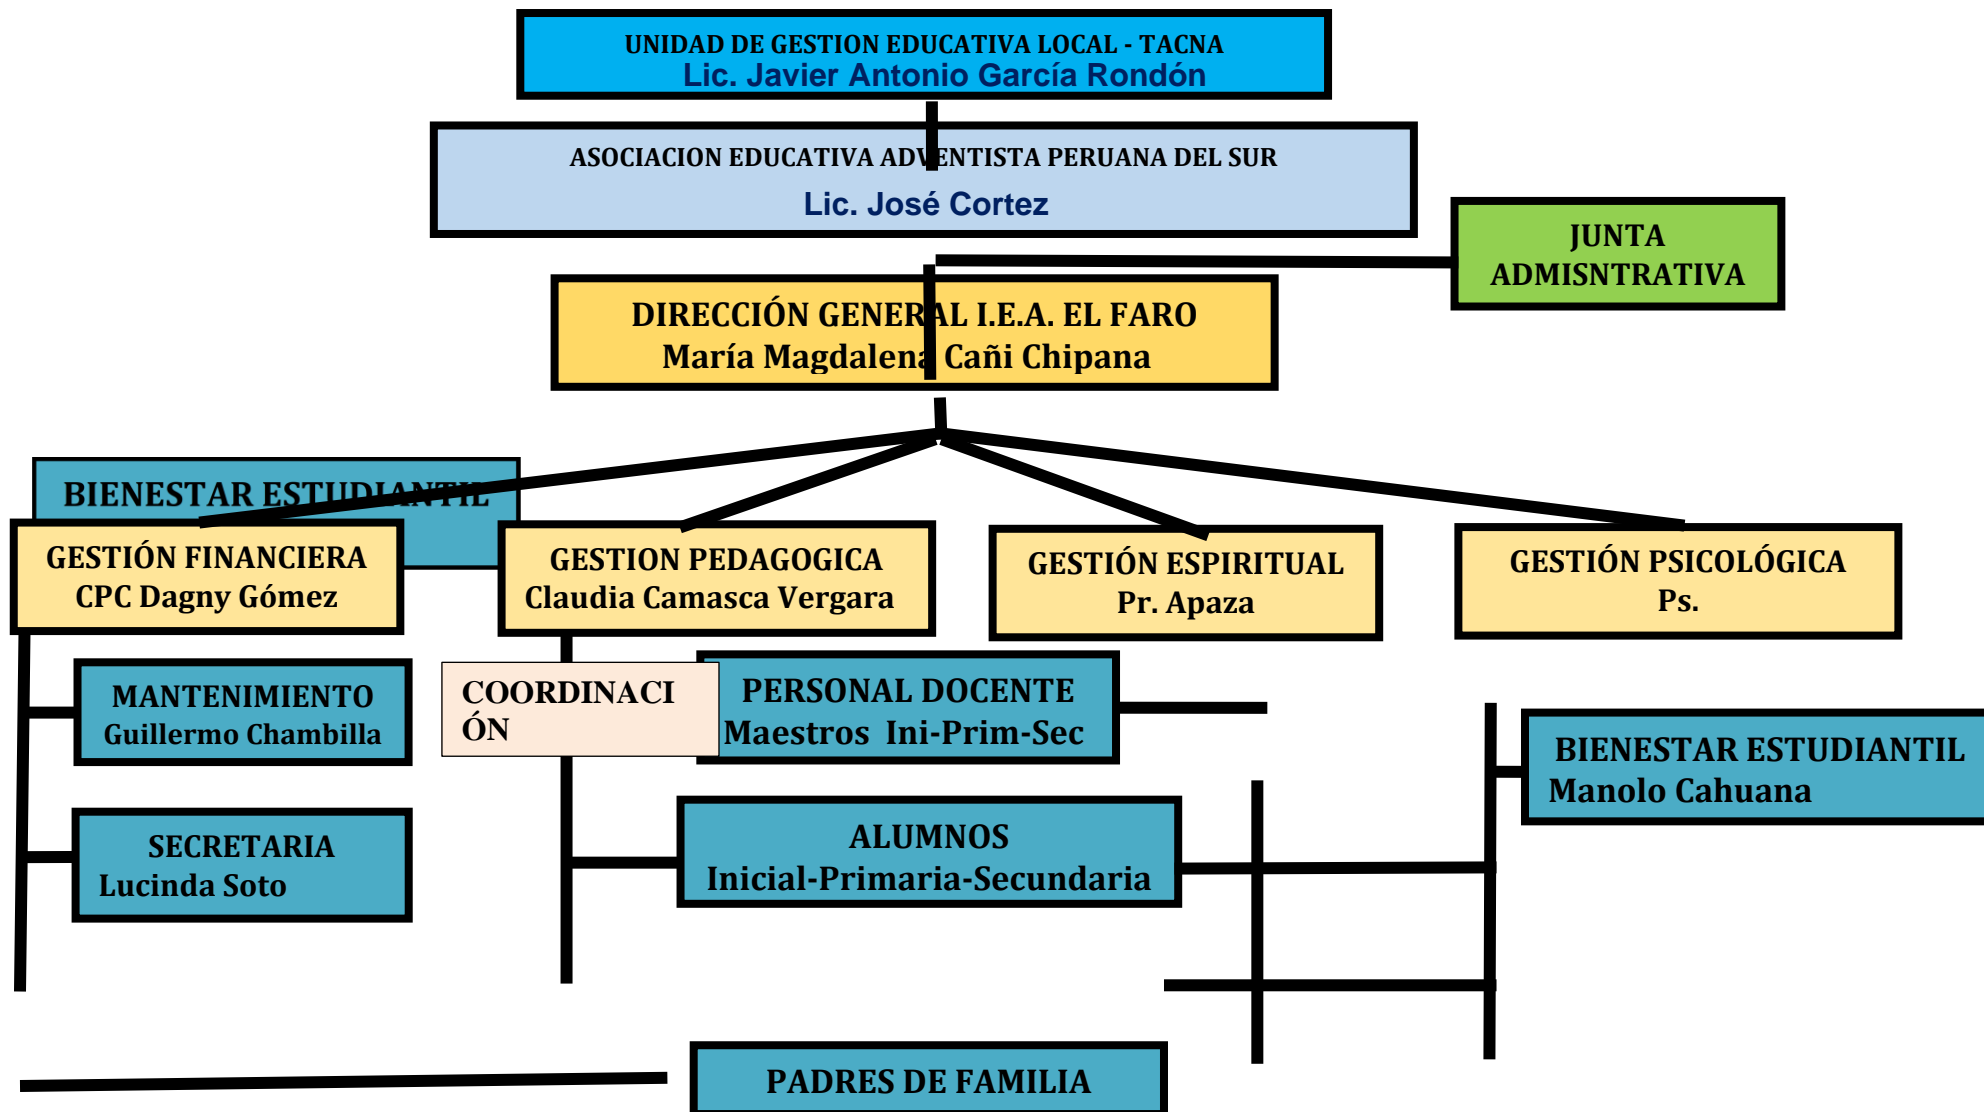 UNIDAD DE GESTION EDUCATIVA LOCAL - TACNA
Lic. Javier Antonio García Rondón
ASOCIACION EDUCATIVA ADVENTISTA PERUANA DEL SUR
Lic. José Cortez
JUNTA
ADMISNTRATIVA
DIRECCIÓN GENERAL I.E.A. EL FARO
María Magdalena Cañi Chipana
BIENESTAR ESTUDIANTIL
GESTIÓN FINANCIERA
CPC Dagny Gómez
GESTION PEDAGOGICA
Claudia Camasca Vergara
GESTIÓN ESPIRITUAL
Pr. Apaza
GESTIÓN PSICOLÓGICA
Ps.
MANTENIMIENTO
Guillermo Chambilla
COORDINACI
ÓN
PERSONAL DOCENTE
Maestros Ini-Prim-Sec
BIENESTAR ESTUDIANTIL
Manolo Cahuana
SECRETARIA
Lucinda Soto
ALUMNOS
Inicial-Primaria-Secundaria
PADRES DE FAMILIA